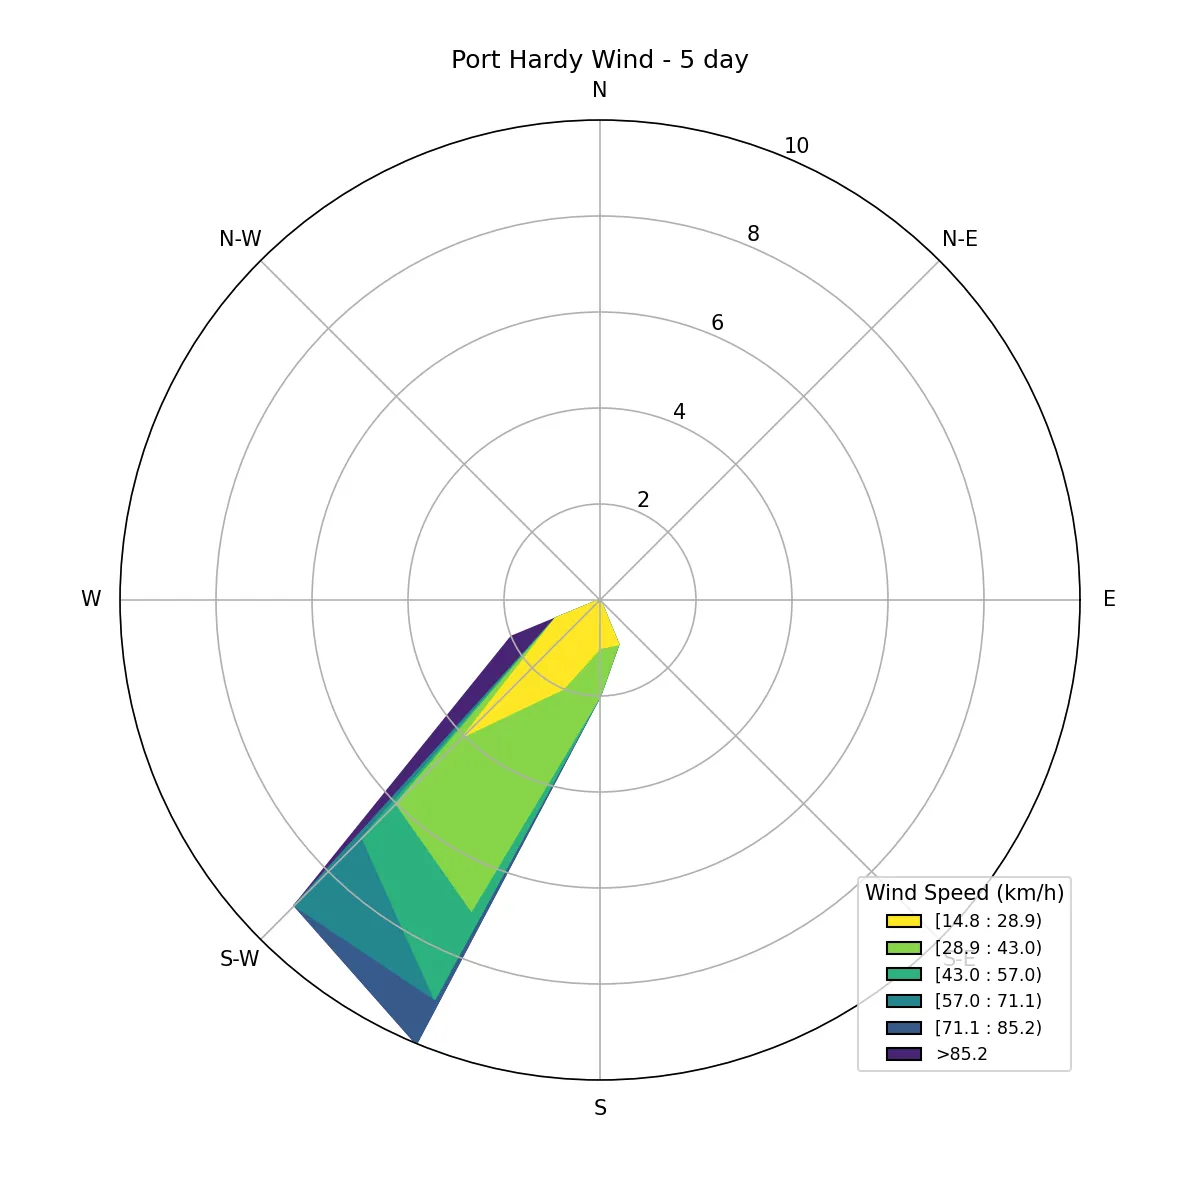 Port Hardy Wind - 5 day
N
10
N-W
N-E
8
6
4
2
W
E
Wind Speed (km/h)
[14.8 : 28.9)
[28.9 : 43.0)
S-W
S-E
[43.0 : 57.0)
[57.0 : 71.1)
[71.1 : 85.2)
>85.2
S